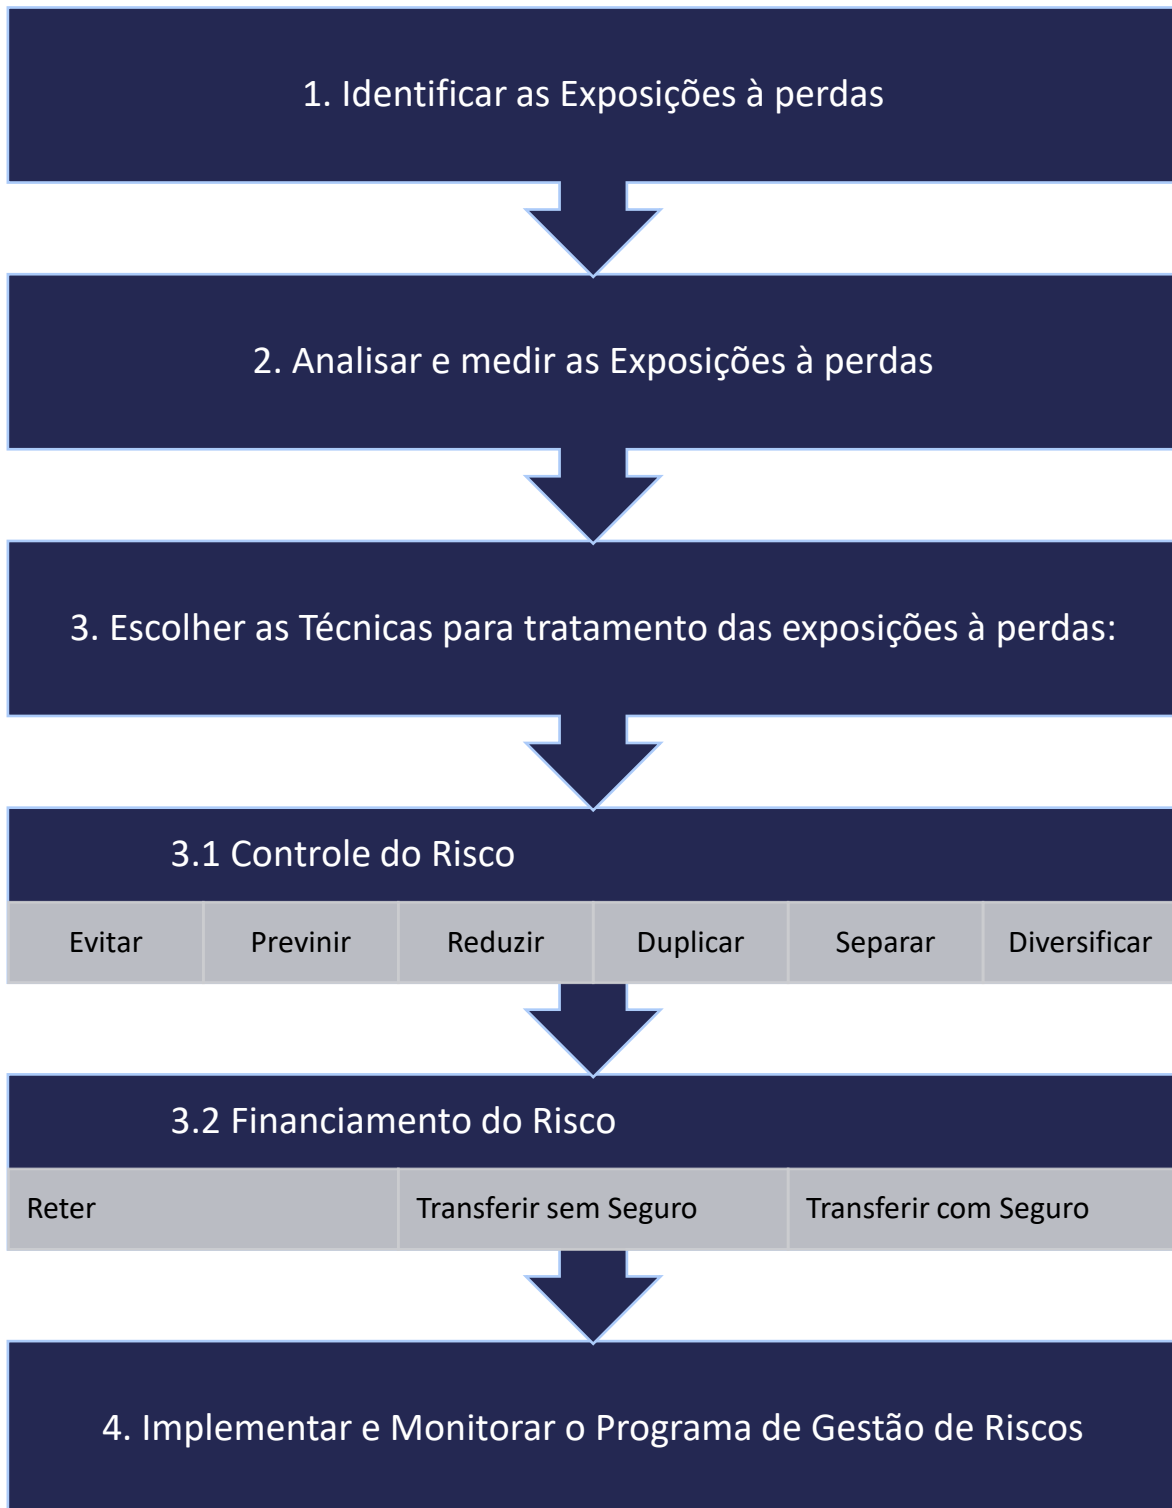 1. Identificar as Exposições à perdas
2. Analisar e medir as Exposições à perdas
3. Escolher as Técnicas para tratamento das exposições à perdas:
3.1 Controle do Risco
Evitar Previnir Reduzir Duplicar Separar Diversificar
3.2 Financiamento do Risco
Reter Transferir sem Seguro Transferir com Seguro
4. Implementar e Monitorar o Programa de Gestão de Riscos